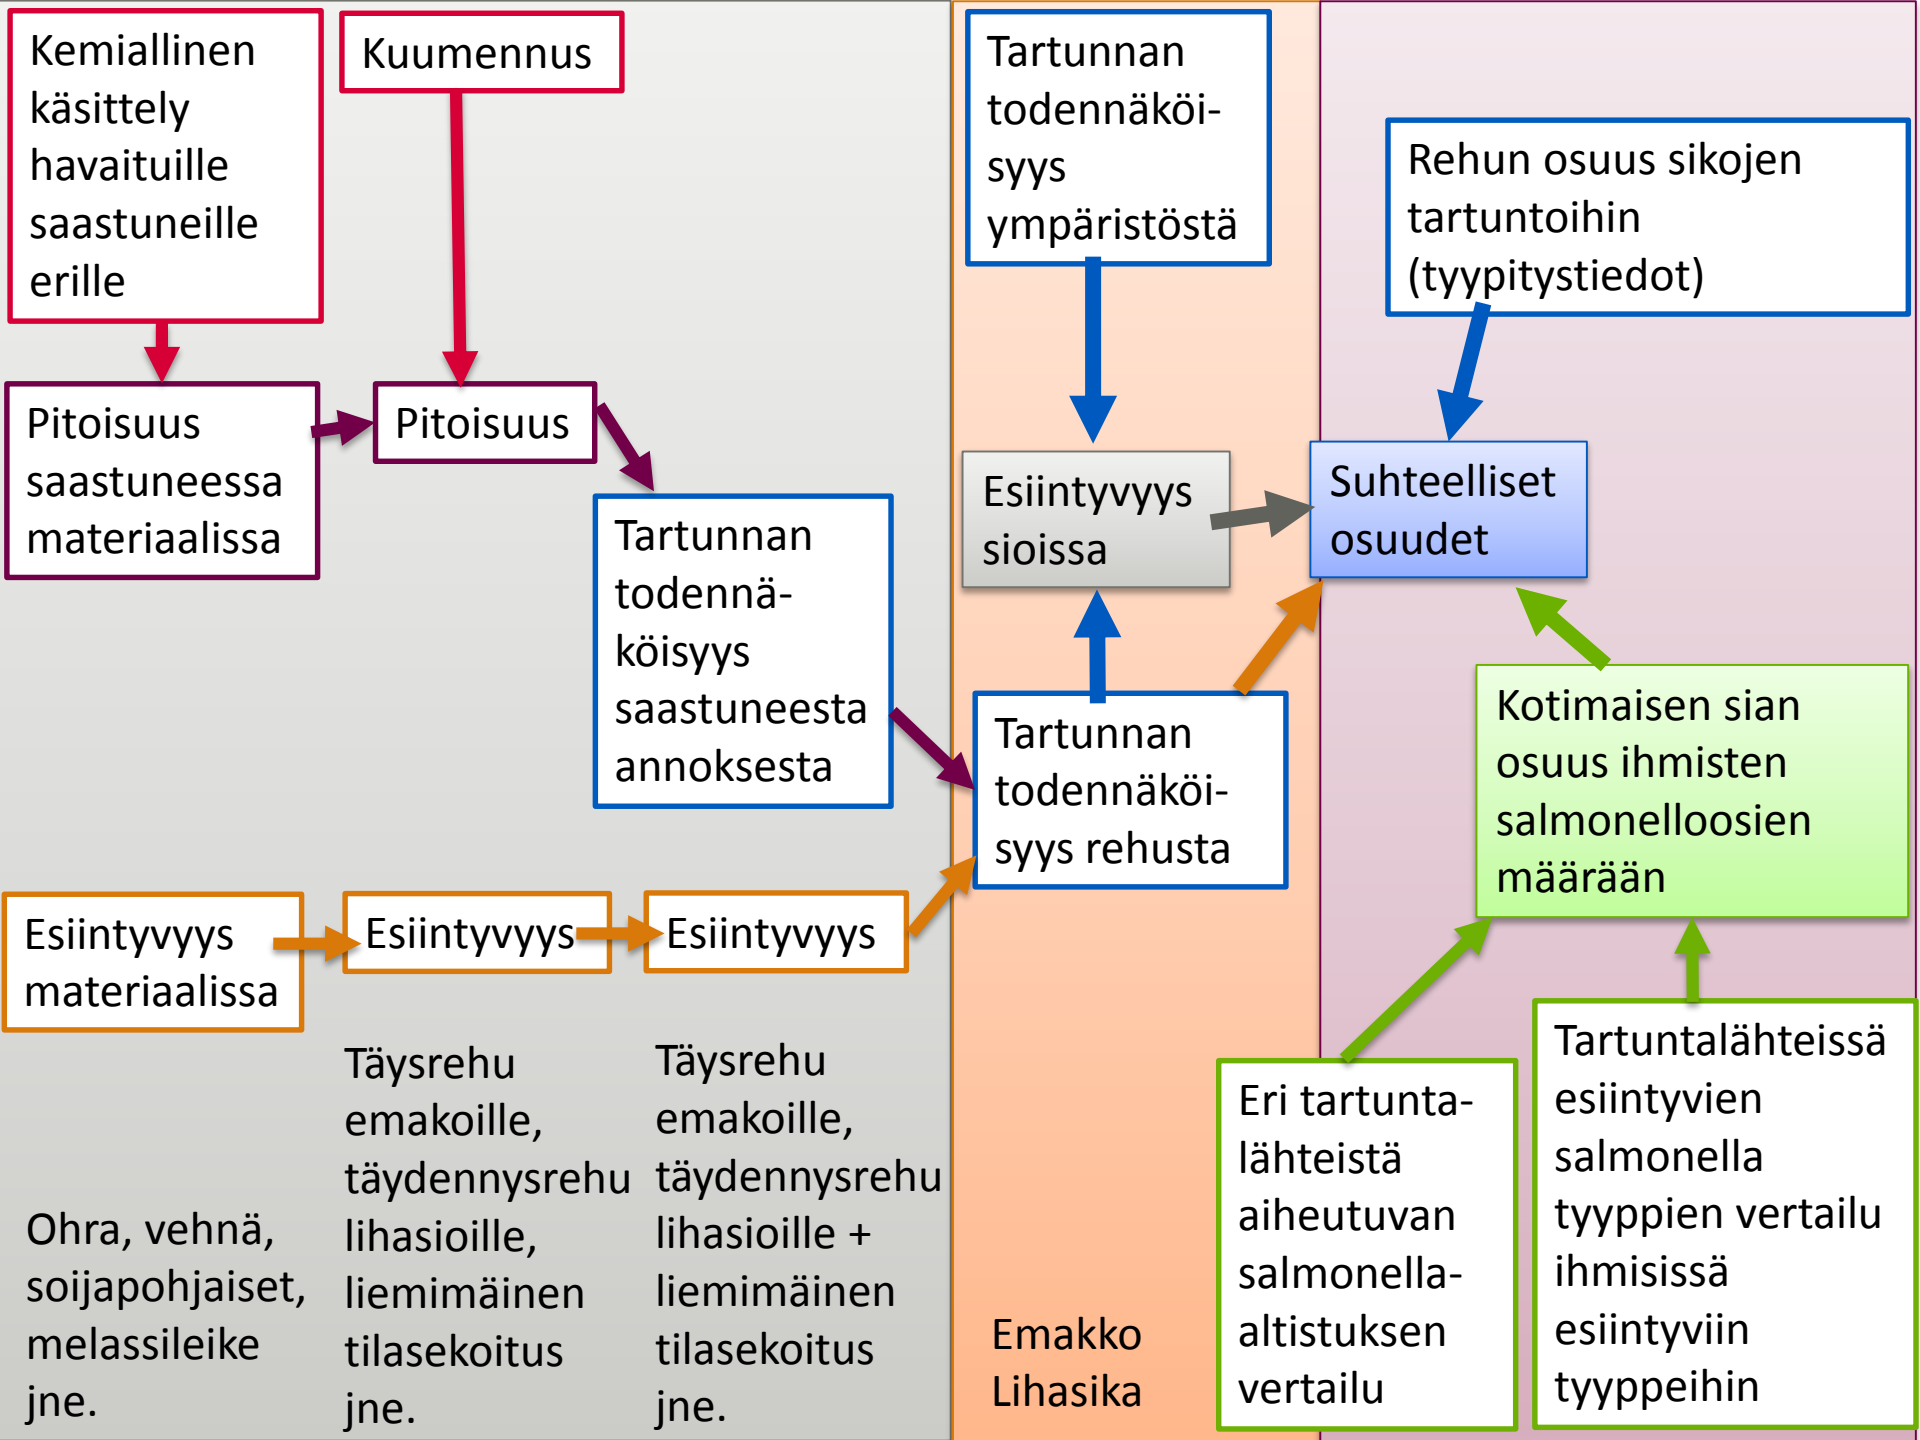 Kemiallinen
käsittely
havaituille
saastuneille
erille
Kuumennus
Tartunnan
todennäköi-
syys
ympäristöstä
Rehun osuus sikojen
tartuntoihin
(tyypitystiedot)
Pitoisuus
saastuneessa
materiaalissa
Pitoisuus
Tartunnan
todennä-
köisyys
saastuneesta
annoksesta
Esiintyvyys
sioissa
Suhteelliset
osuudet
Tartunnan
todennäköi-
syys rehusta
Kotimaisen sian
osuus ihmisten
salmonelloosien
määrään
Esiintyvyys
materiaalissa
Esiintyvyys
Esiintyvyys
Ohra, vehnä,
soijapohjaiset,
melassileike
jne.
Täysrehu
emakoille,
täydennysrehu
lihasioille,
liemimäinen
tilasekoitus
jne.
Täysrehu
emakoille,
täydennysrehu
lihasioille +
liemimäinen
tilasekoitus
jne.
Emakko
Lihasika
Eri tartunta-
lähteistä
aiheutuvan
salmonella-
altistuksen
vertailu
Tartuntalähteissä
esiintyvien
salmonella
tyyppien vertailu
ihmisissä
esiintyviin
tyyppeihin